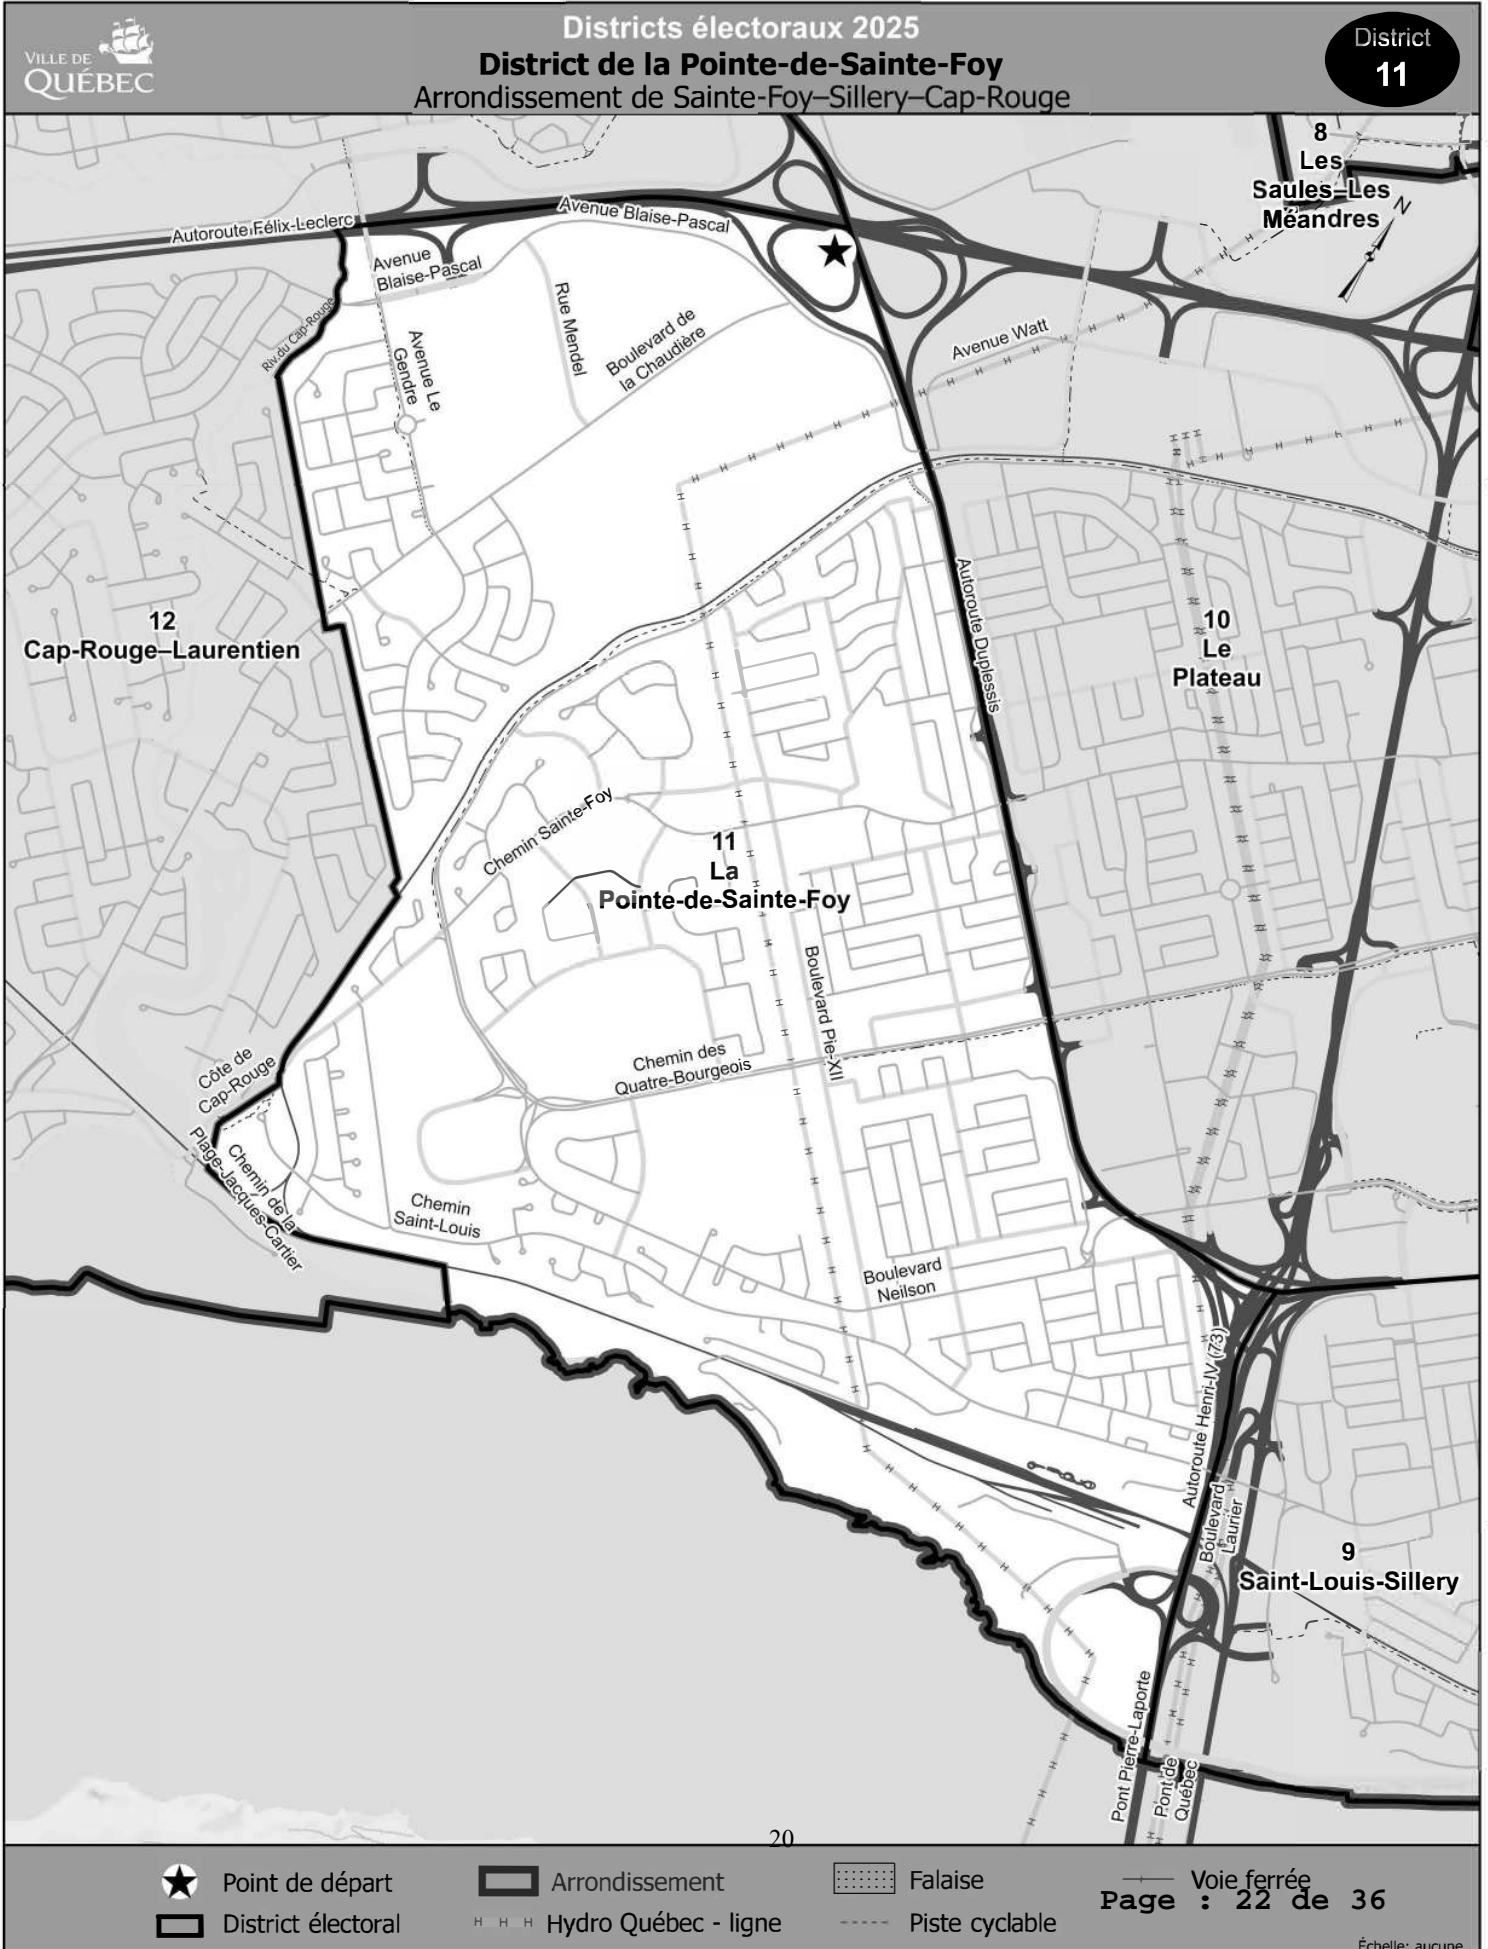 VILLE DE
QUÉBEC
Districts électoraux 2025
District de la Pointe-de-Sainte-Foy
Arrondissement de Sainte-Foy–Sillery–Cap-Rouge
District
11
8
Les
Saules–Les
Méandres
N
Autoroute Félix-Leclerc
Avenue Blaise-Pascal
Avenue
Blaise-Pascal
Riv.du Cap-Rouge
Avenue Le
Gendre
Rue Mendel
Boulevard de
la Chaudière
Avenue Watt
12
Cap-Rouge–Laurentien
Autoroute Duplessis
10
Le
Plateau
Chemin Sainte-Foy
11
La
Pointe-de-Sainte-Foy
Boulevard Pie-XII
Chemin des
Quatre-Bourgeois
Côte de
Cap-Rouge
Chemin de la
Plage-Jacques-Cartier
Chemin
Saint-Louis
Boulevard
Neilson
Autoroute Henri-IV (73)
Boulevard
Laurier
9
Saint-Louis-Sillery
Pont Pierre-Laporte
Pont de
Québec
20
Point de départ
Arrondissement
Falaise
Voie ferrée
Page : 22 de 36
District électoral
H H H Hydro Québec - ligne
Piste cyclable
Échelle: aucune